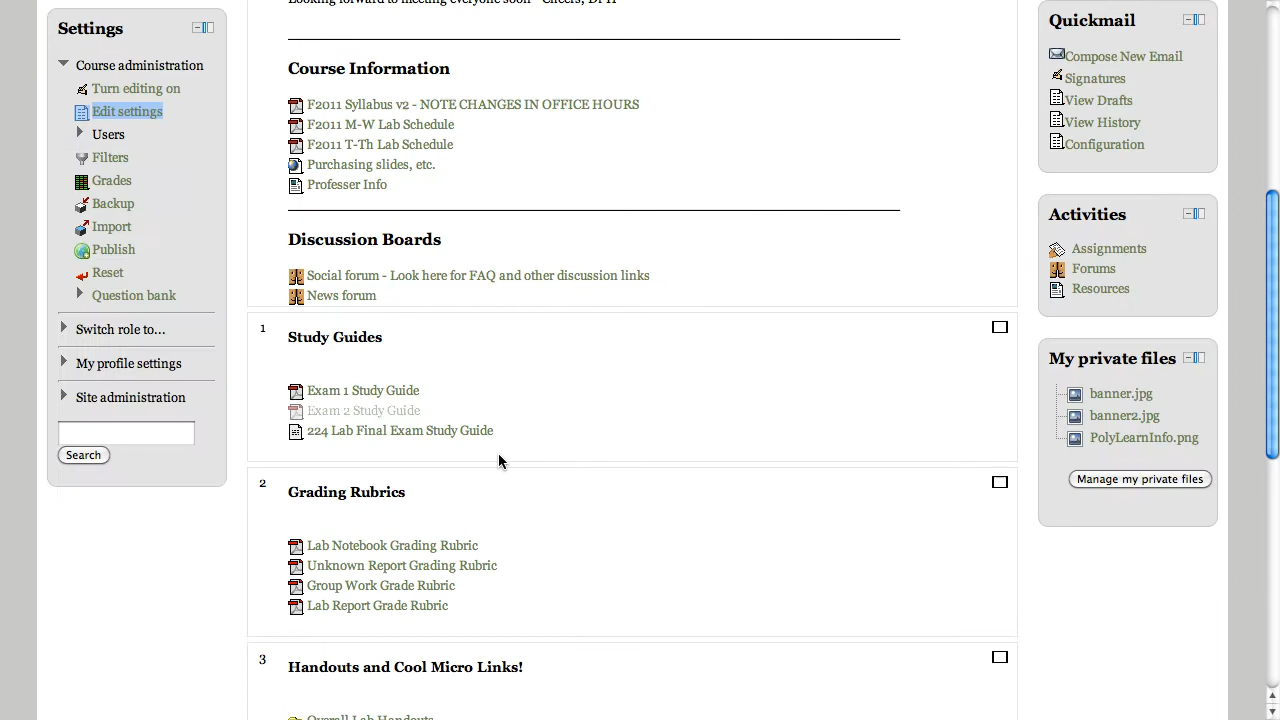 Settings
Course administration
Turn editing on
Edit settings
Users
Filters
Grades
Backup
Import
Publish
Reset
Question bank
Switch role to...
My profile settings
Site administration
Search
Course Information
F2011 Syllabus v2 - NOTE CHANGES IN OFFICE HOURS
F2011 M-W Lab Schedule
F2011 T-Th Lab Schedule
Purchasing slides, etc.
Professer Info
Discussion Boards
Social forum - Look here for FAQ and other discussion links
News forum
1
Study Guides
Exam 1 Study Guide
Exam 2 Study Guide
224 Lab Final Exam Study Guide
2
Grading Rubrics
Lab Notebook Grading Rubric
Unknown Report Grading Rubric
Group Work Grade Rubric
Lab Report Grade Rubric
3
Handouts and Cool Micro Links!
Overall Lab Handouts
Quickmail
Compose New Email
Signatures
View Drafts
View History
Configuration
Activities
Assignments
Forums
Resources
My private files
banner.jpg
banner2.jpg
PolyLearnInfo.png
Manage my private files